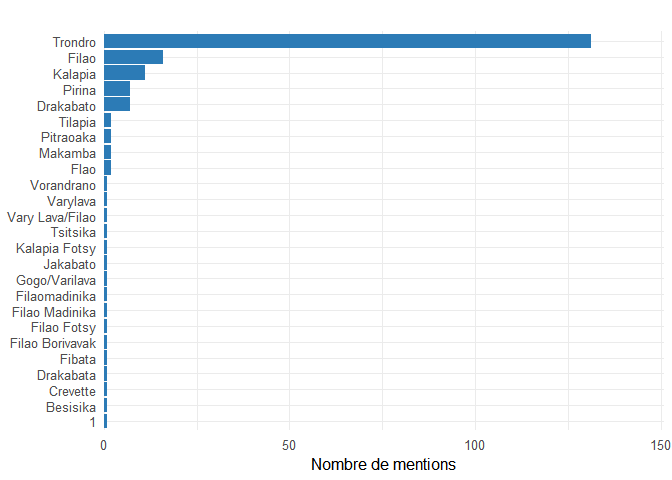 Trondro
Filao
Kalapia
Pirina
Drakabato
Tilapia
Pitraoaka
Makamba
Flao
Vorandrano
Varylava
Vary Lava/Filao
Tsitsika
Kalapia Fotsy
Jakabato
Gogo/Varilava
Filaomadinika
Filao Madinika
Filao Fotsy
Filao Borivavak
Fibata
Drakabata
Crevette
Besisika
1
0 50 100 150
Nombre de mentions